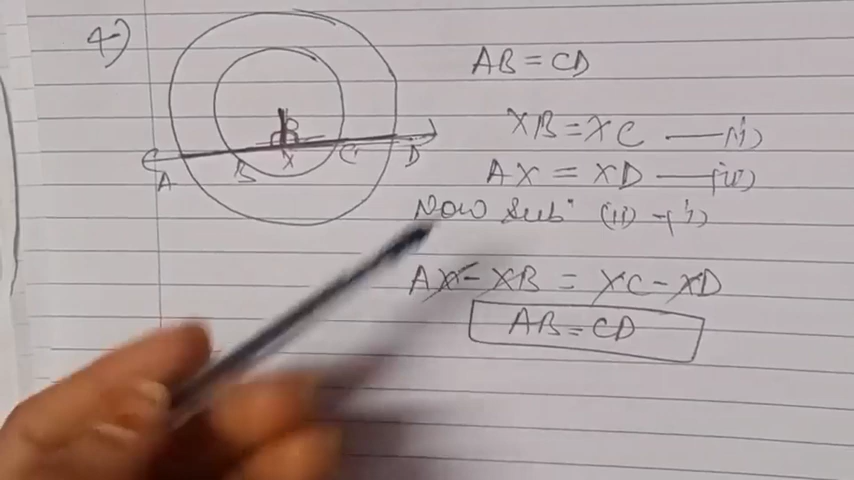 4-)
AB = CD
XB = XC —(i)
AX = XD —(ii)
Now Sub (ii) - (i)
AX - XB = XC - XD
AB = CD
A B X C D